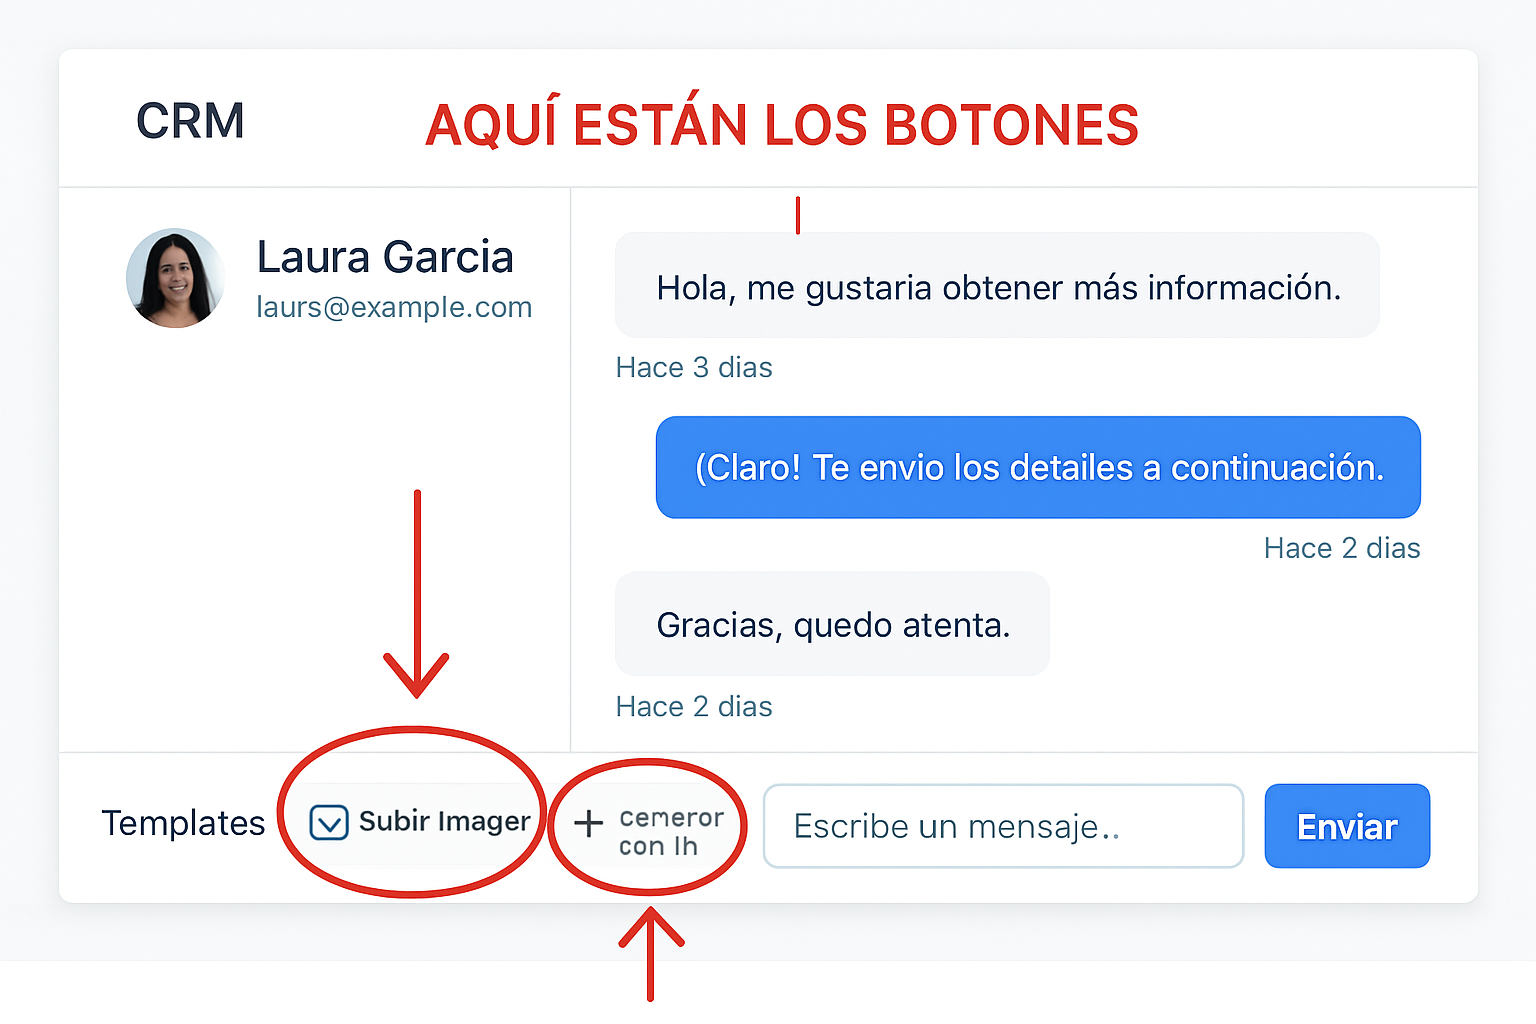 CRM
AQUÍ ESTÁN LOS BOTONES
Laura Garcia
laurs@example.com
Hola, me gustaria obtener más información.
Hace 3 dias
(Claro! Te envio los detailes a continuación.
Hace 2 dias
Gracias, quedo atenta.
Hace 2 dias
Templates
Subir Imager
cemeror
con lh
Escribe un mensaje..
Enviar